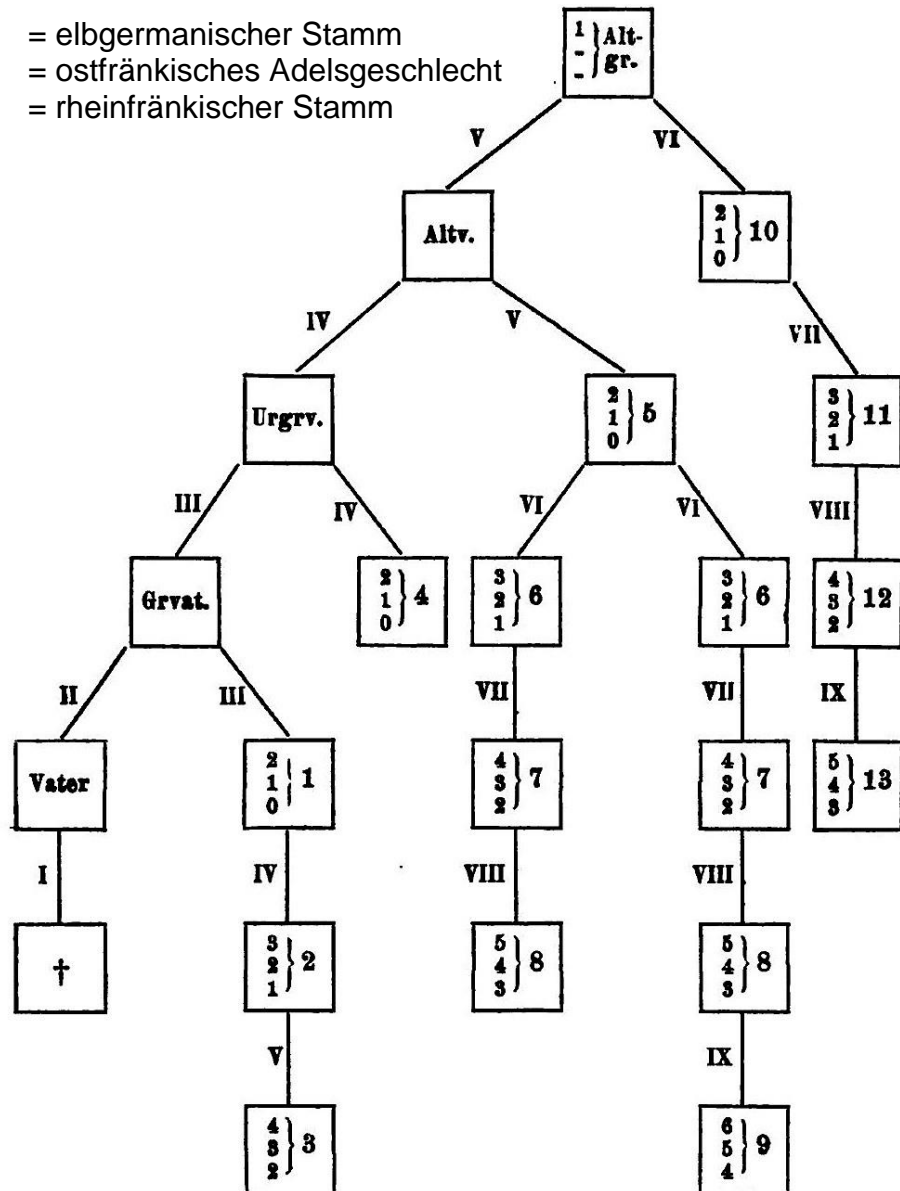 = elbgermanischer Stamm
= ostfränkisches Adelsgeschlecht
= rheinfränkischer Stamm
1 - - } Alt-
gr.
V VI
Altv.
2 1 0 } 10
IV V VII
Urgrv.
2 1 0 } 5
3 2 1 } 11
III IV VI VI VIII
Grvat.
2 1 0 } 4
3 2 1 } 6
3 2 1 } 6
4 3 2 } 12
II III VII VII IX
Vater
2 1 0 } 1
4 3 2 } 7
4 3 2 } 7
5 4 3 } 13
I IV VIII VIII
†
3 2 1 } 2
5 4 3 } 8
5 4 3 } 8
V IX
4 3 2 } 3
6 5 4 } 9